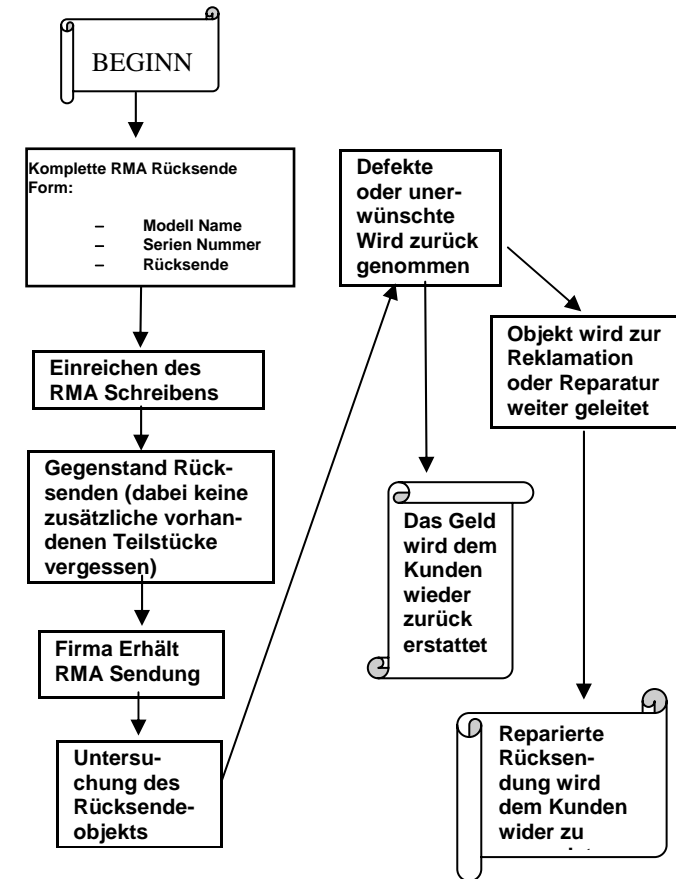 BEGINN
Komplette RMA Rücksende
Form:
– Modell Name
– Serien Nummer
– Rücksende
Einreichen des
RMA Schreibens
Gegenstand Rück-
senden (dabei keine
zusätzliche vorhan-
denen Teilstücke
vergessen)
Firma Erhält
RMA Sendung
Untersu-
chung des
Rücksende-
objekts
Defekte
oder uner-
wünschte
Wird zurück
genommen
Das Geld
wird dem
Kunden
wieder
zurück
erstattet
Objekt wird zur
Reklamation
oder Reparatur
weiter geleitet
Reparierte
Rücksen-
dung wird
dem Kunden
wider zu